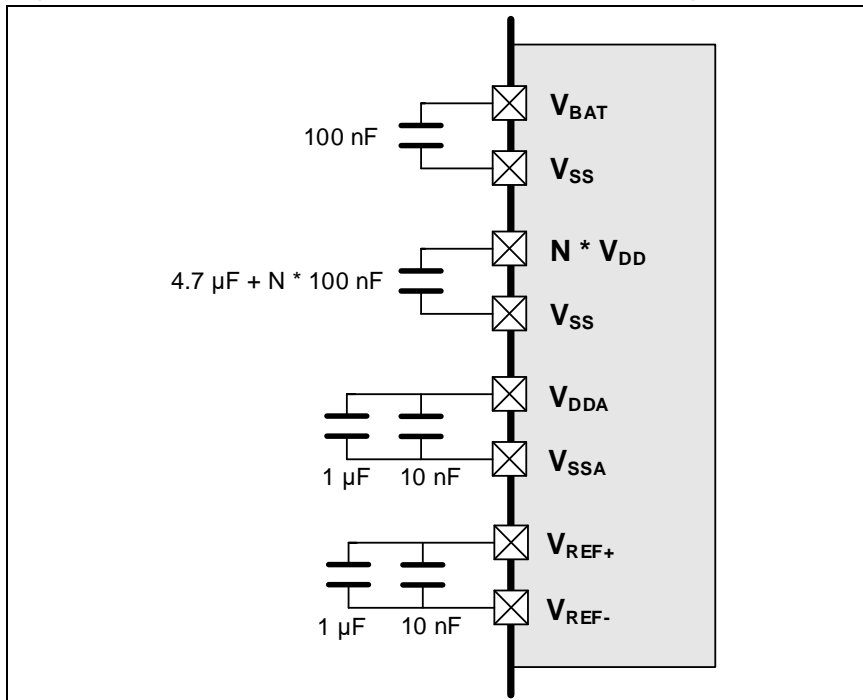 V_BAT
100 nF
V_SS
N * V_DD
4.7 µF + N * 100 nF
V_SS
V_DDA
V_SSA
1 µF 10 nF
V_REF+
V_REF-
1 µF 10 nF